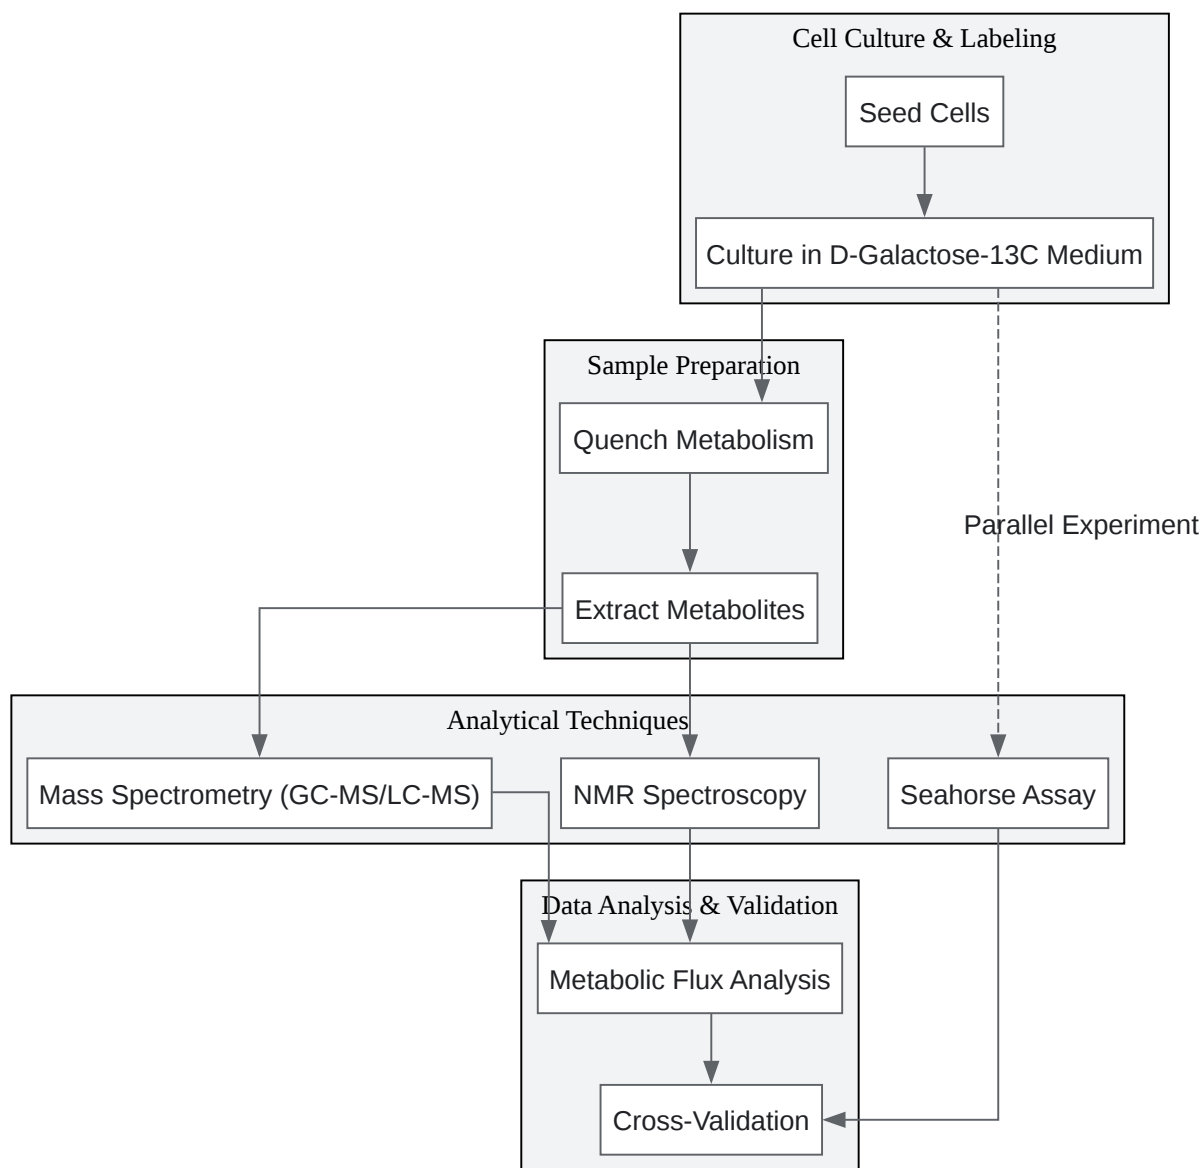 Cell Culture & Labeling
Seed Cells
Culture in D-Galactose-13C Medium
Sample Preparation
Quench Metabolism
Parallel Experiment
Extract Metabolites
Analytical Techniques
Mass Spectrometry (GC-MS/LC-MS)
NMR Spectroscopy
Seahorse Assay
Data Analysis & Validation
Metabolic Flux Analysis
Cross-Validation